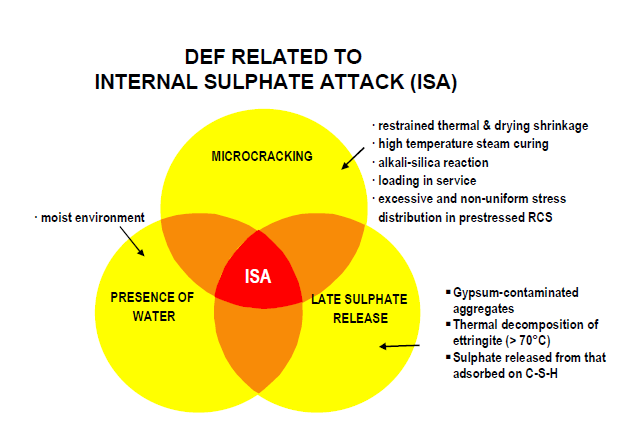 DEF RELATED TO
INTERNAL SULPHATE ATTACK (ISA)
MICROCRACKING
· restrained thermal & drying shrinkage
· high temperature steam curing
· alkali-silica reaction
· loading in service
· excessive and non-uniform stress
distribution in prestressed RCS
· moist environment
ISA
PRESENCE OF
WATER
LATE SULPHATE
RELEASE
▪ Gypsum-contaminated
aggregates
▪ Thermal decomposition of
ettringite (> 70°C)
▪ Sulphate released from that
adsorbed on C-S-H